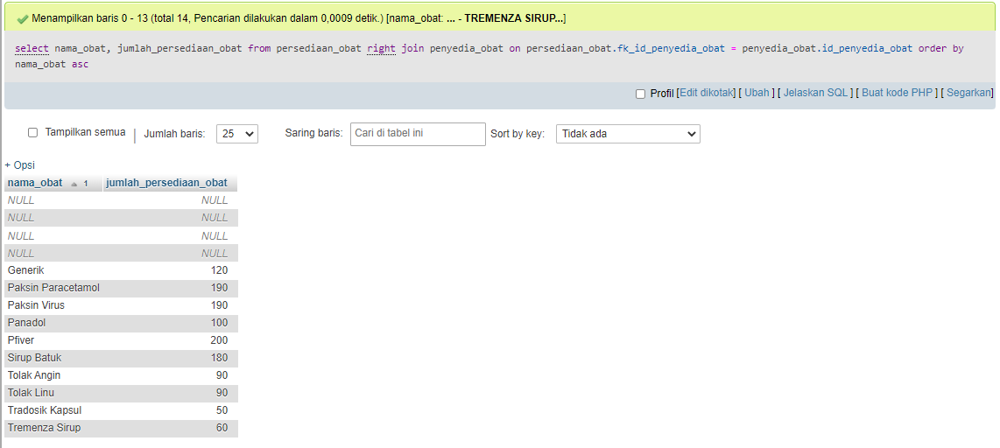 Menampilkan baris 0 - 13 (total 14, Pencarian dilakukan dalam 0,0009 detik.) [nama_obat: ... - TREMENZA SIRUP...]
select nama_obat, jumlah_persediaan_obat from persediaan_obat right join penyedia_obat on persediaan_obat.fk_id_penyedia_obat = penyedia_obat.id_penyedia_obat order by
nama_obat asc
Profil [Edit dikotak] [ Ubah ] [ Jelaskan SQL ] [ Buat kode PHP ] [ Segarkan]
Tampilkan semua | Jumlah baris: 25 Saring baris: Cari di tabel ini Sort by key: Tidak ada
+ Opsi
nama_obat 1 jumlah_persediaan_obat
NULL NULL
NULL NULL
NULL NULL
NULL NULL
Generik 120
Paksin Paracetamol 190
Paksin Virus 190
Panadol 100
Pfiver 200
Sirup Batuk 180
Tolak Angin 90
Tolak Linu 90
Tradosik Kapsul 50
Tremenza Sirup 60